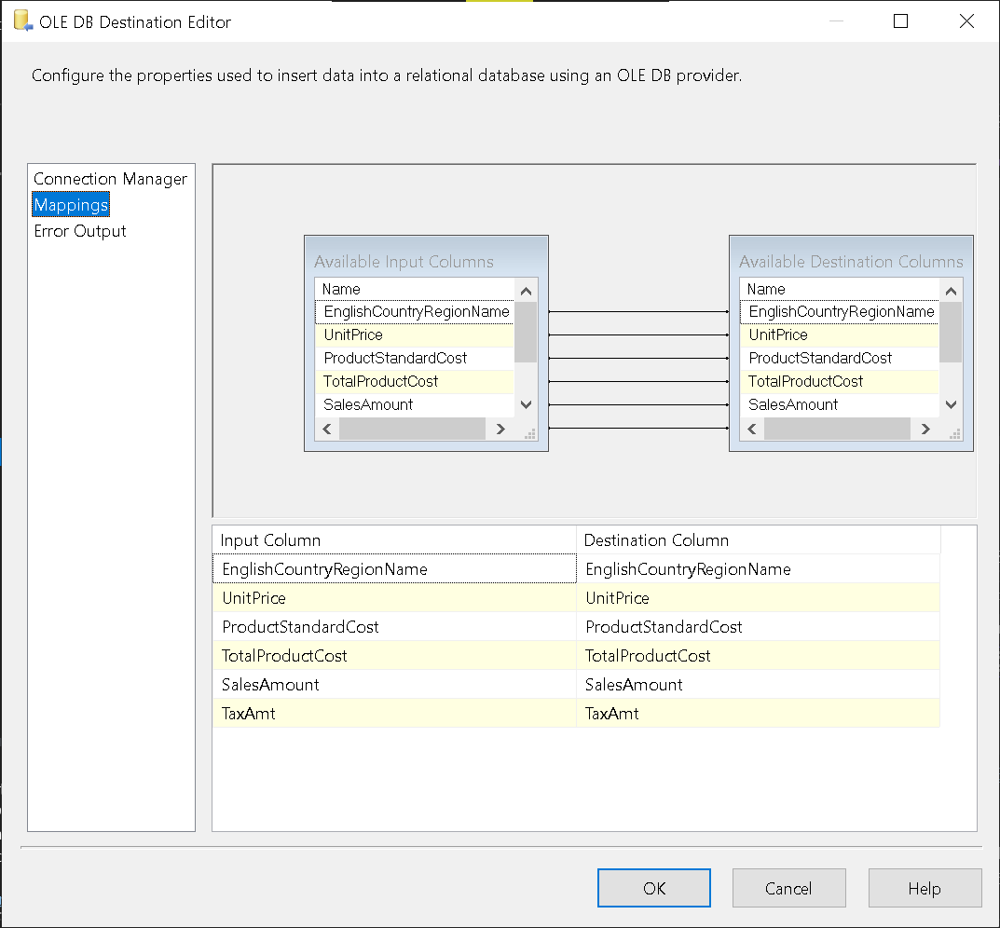 OLE DB Destination Editor
Configure the properties used to insert data into a relational database using an OLE DB provider.
Connection Manager
Mappings
Error Output
Available Input Columns
Name
EnglishCountryRegionName
UnitPrice
ProductStandardCost
TotalProductCost
SalesAmount
Available Destination Columns
Name
EnglishCountryRegionName
UnitPrice
ProductStandardCost
TotalProductCost
SalesAmount
Input Column Destination Column
EnglishCountryRegionName EnglishCountryRegionName
UnitPrice UnitPrice
ProductStandardCost ProductStandardCost
TotalProductCost TotalProductCost
SalesAmount SalesAmount
TaxAmt TaxAmt
OK Cancel Help